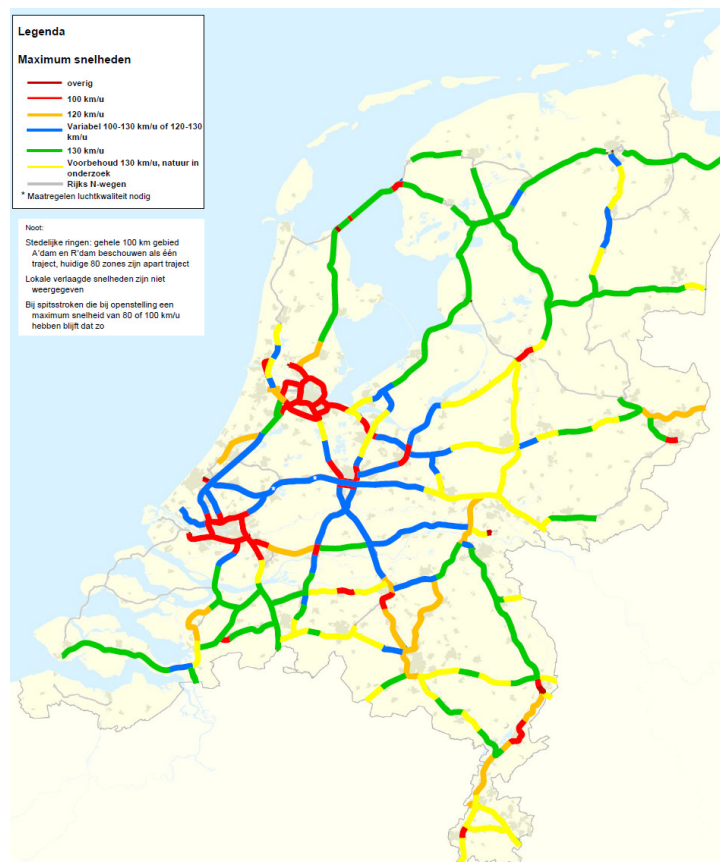 Legenda
Maximum snelheden
overig
100 km/u
120 km/u
Variabel 100-130 km/u of 120-130
km/u
130 km/u
Voorbehoud 130 km/u, natuur in
onderzoek
Rijks N-wegen
* Maatregelen luchtkwaliteit nodig
Noot:
Stedelijke ringen: gehele 100 km gebied
A'dam en R'dam beschouwen als één
traject, huidige 80 zones zijn apart traject
Lokale verlaagde snelheden zijn niet
weergegeven
Bij spitsstroken die bij openstelling een
maximum snelheid van 80 of 100 km/u
hebben blijft dat zo